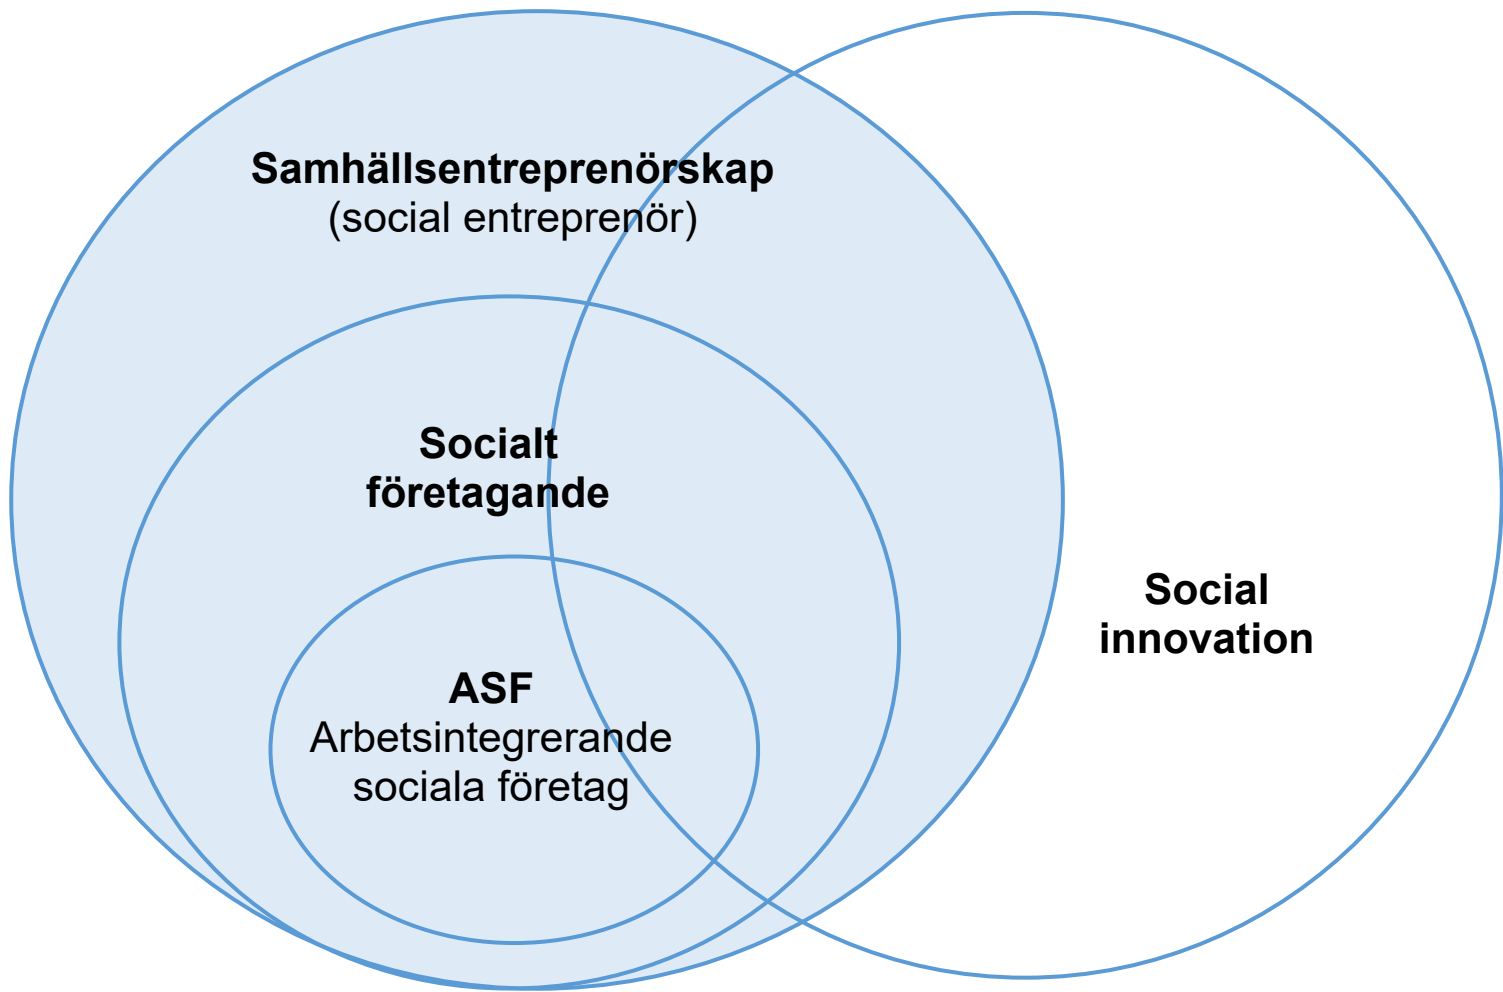 Samhällsentreprenörskap
(social entreprenör)
Socialt
företagande
Social
innovation
ASF
Arbetsintegrerande
sociala företag